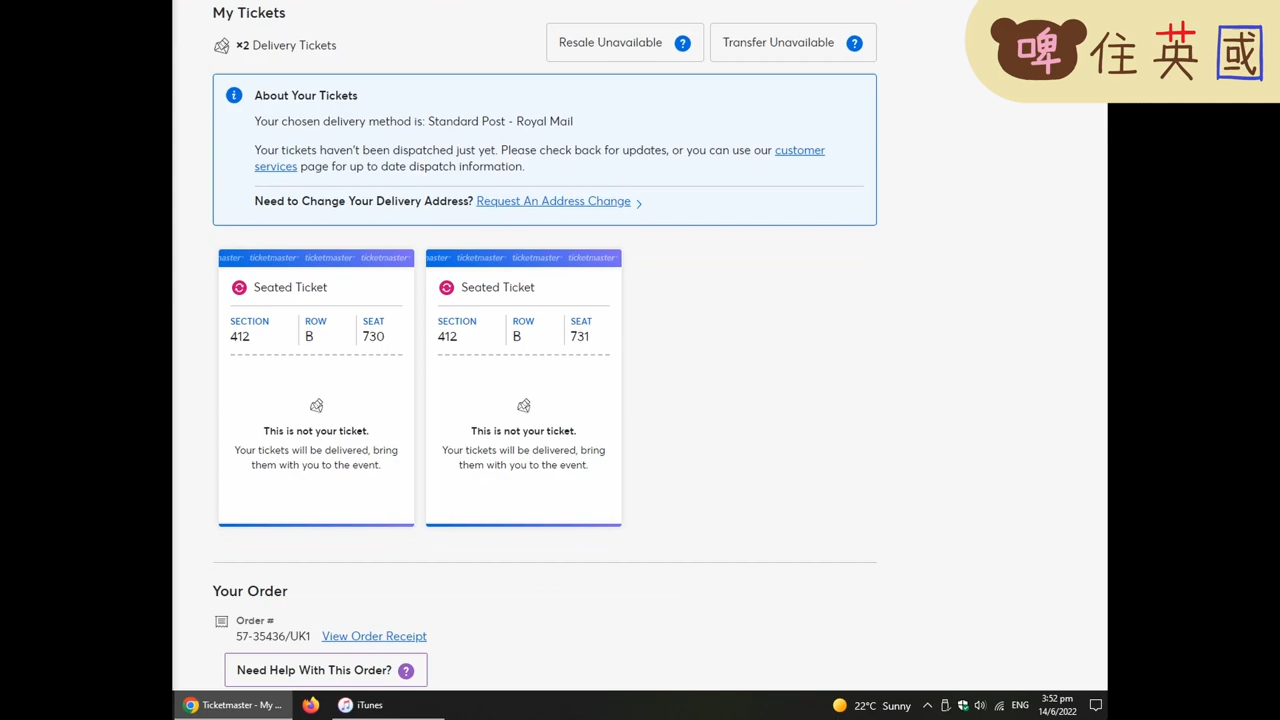 My Tickets
×2 Delivery Tickets
Resale Unavailable ?
Transfer Unavailable ?
啤住英國
About Your Tickets
Your chosen delivery method is: Standard Post - Royal Mail
Your tickets haven't been dispatched just yet. Please check back for updates, or you can use our customer
services page for up to date dispatch information.
Need to Change Your Delivery Address? Request An Address Change
master ticketmaster ticketmaster ticketmaster
Seated Ticket
SECTION ROW SEAT
412 B 730
This is not your ticket.
Your tickets will be delivered, bring
them with you to the event.
master ticketmaster ticketmaster ticketmaster
Seated Ticket
SECTION ROW SEAT
412 B 731
This is not your ticket.
Your tickets will be delivered, bring
them with you to the event.
Your Order
Order #
57-35436/UK1 View Order Receipt
Need Help With This Order? ?
Ticketmaster - My ... iTunes 22°C Sunny ENG 3:52 pm
14/6/2022